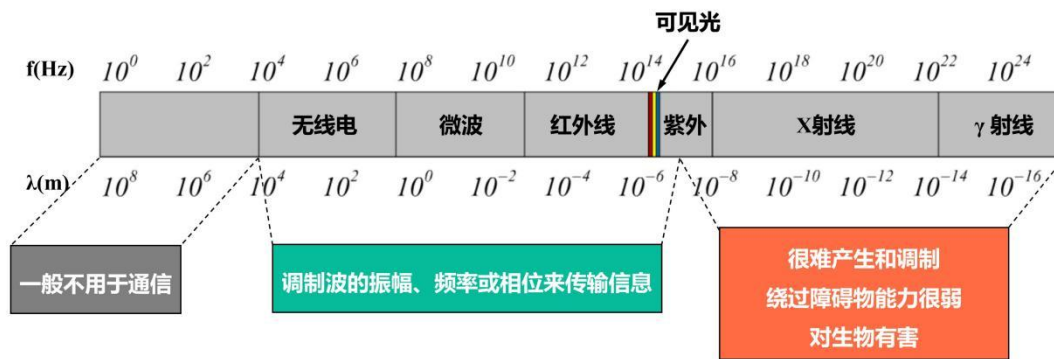 可见光
f(Hz) 10^0 10^2 10^4 10^6 10^8 10^10 10^12 10^14 10^16 10^18 10^20 10^22 10^24
无线电 微波 红外线 紫外 X射线 γ 射线
λ(m) 10^8 10^6 10^4 10^2 10^0 10^-2 10^-4 10^-6 10^-8 10^-10 10^-12 10^-14 10^-16
一般不用于通信
调制波的振幅、频率或相位来传输信息
很难产生和调制
绕过障碍物能力很弱
对生物有害